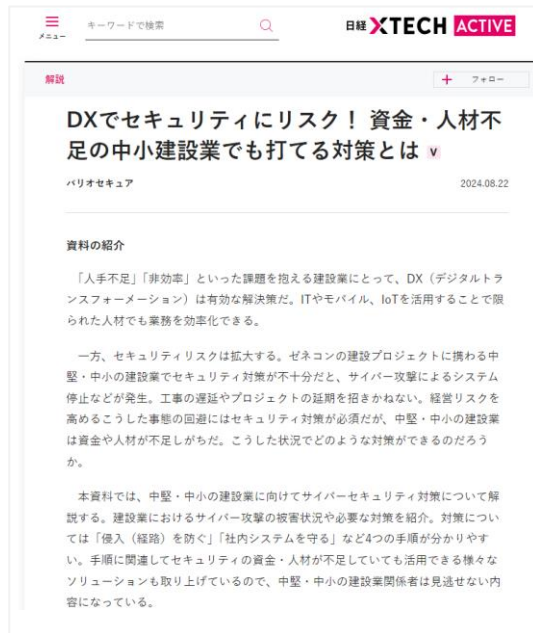 メニュー
キーワードで検索
日経 XTECH ACTIVE
解説
+ フォロー
DXでセキュリティにリスク！ 資金・人材不
足の中小建設業でも打てる対策とは V
バリオセキュア
2024.08.22
資料の紹介
「人手不足」「非効率」といった課題を抱える建設業にとって、DX（デジタルトラ
ンスフォーメーション）は有効な解決策だ。ITやモバイル、IoTを活用することで限
られた人材でも業務を効率化できる。
一方、セキュリティリスクは拡大する。ゼネコンの建設プロジェクトに携わる中
堅・中小の建設業でセキュリティ対策が不十分だと、サイバー攻撃によるシステム
停止などが発生。工事の遅延やプロジェクトの延期を招きかねない。経営リスクを
高めるこうした事態の回避にはセキュリティ対策が必須だが、中堅・中小の建設業
は資金や人材が不足しがちだ。こうした状況でどのような対策ができるのだろう
か。
本資料では、中堅・中小の建設業に向けてサイバーセキュリティ対策について解
説する。建設業におけるサイバー攻撃の被害状況や必要な対策を紹介。対策につい
ては「侵入（経路）を防ぐ」「社内システムを守る」など4つの手順が分かりやす
い。手順に関連してセキュリティの資金・人材が不足していても活用できる様々な
ソリューションも取り上げているので、中堅・中小の建設業関係者は見逃せない内
容になっている。